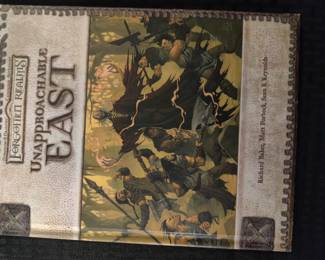 FORGOTTEN REALMS
UNAPPROACHABLE
EAST
Richard Baker, Matt Forbeck, Sean K Reynolds